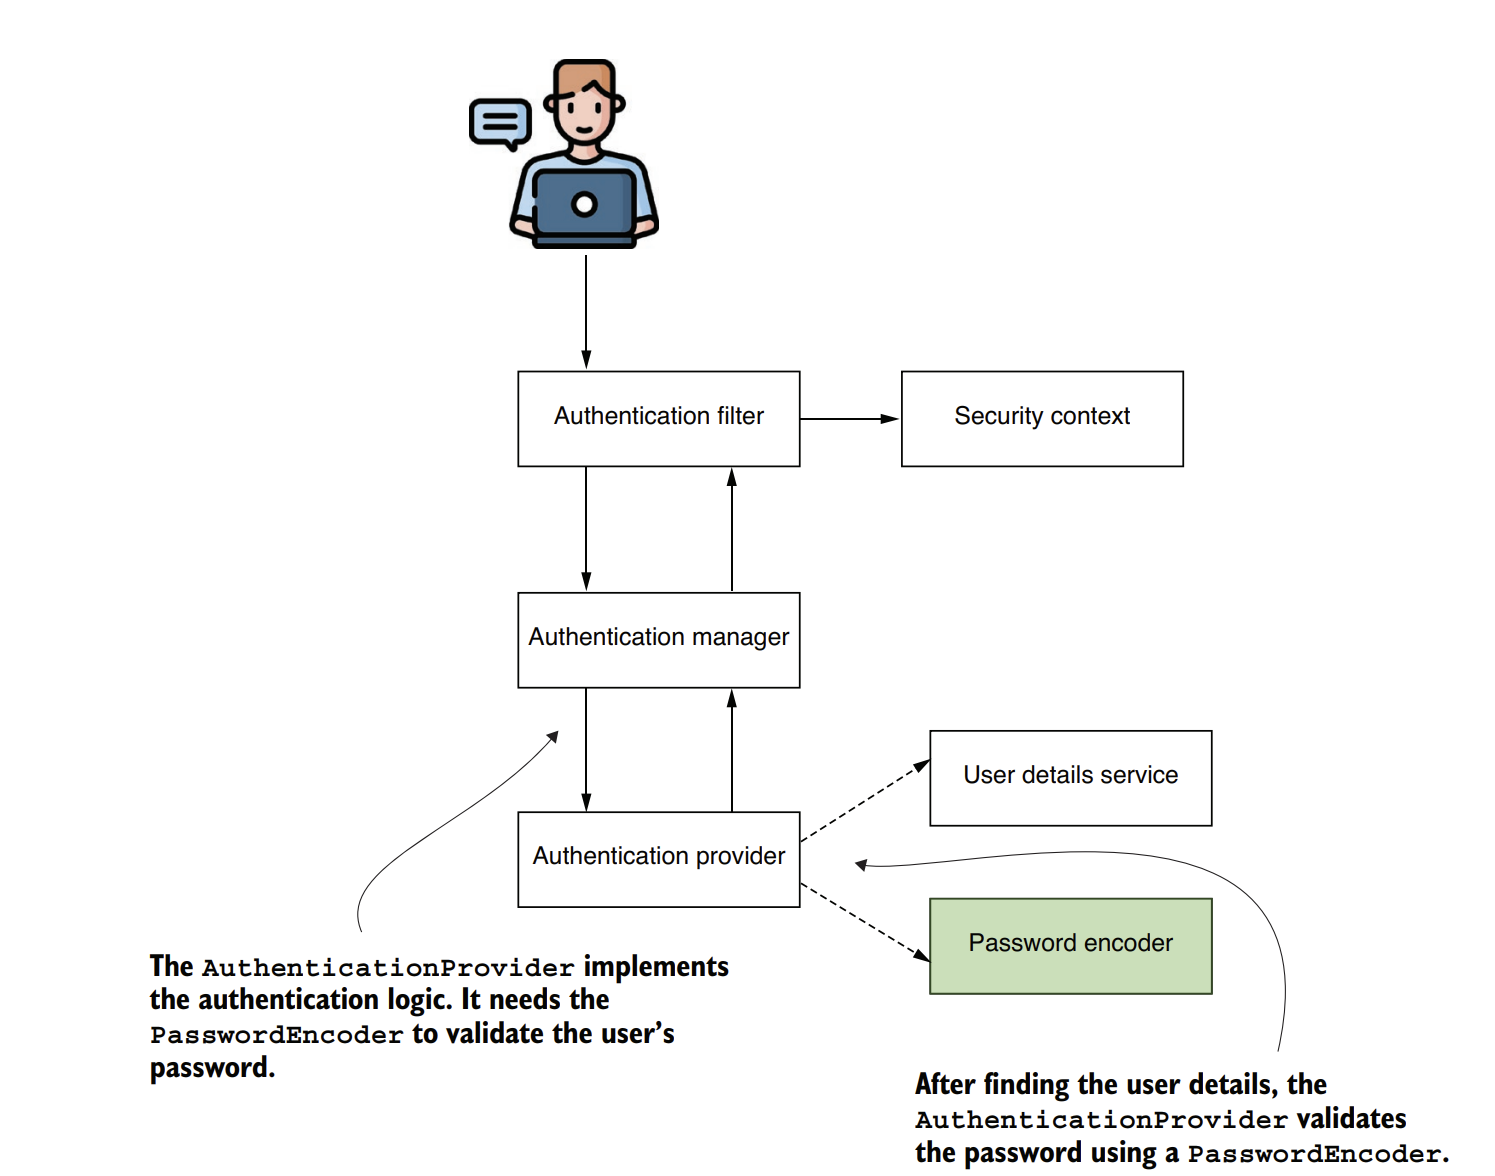 Authentication filter
Security context
Authentication manager
User details service
Authentication provider
Password encoder
The AuthenticationProvider implements
the authentication logic. It needs the
PasswordEncoder to validate the user’s
password.
After finding the user details, the
AuthenticationProvider validates
the password using a PasswordEncoder.